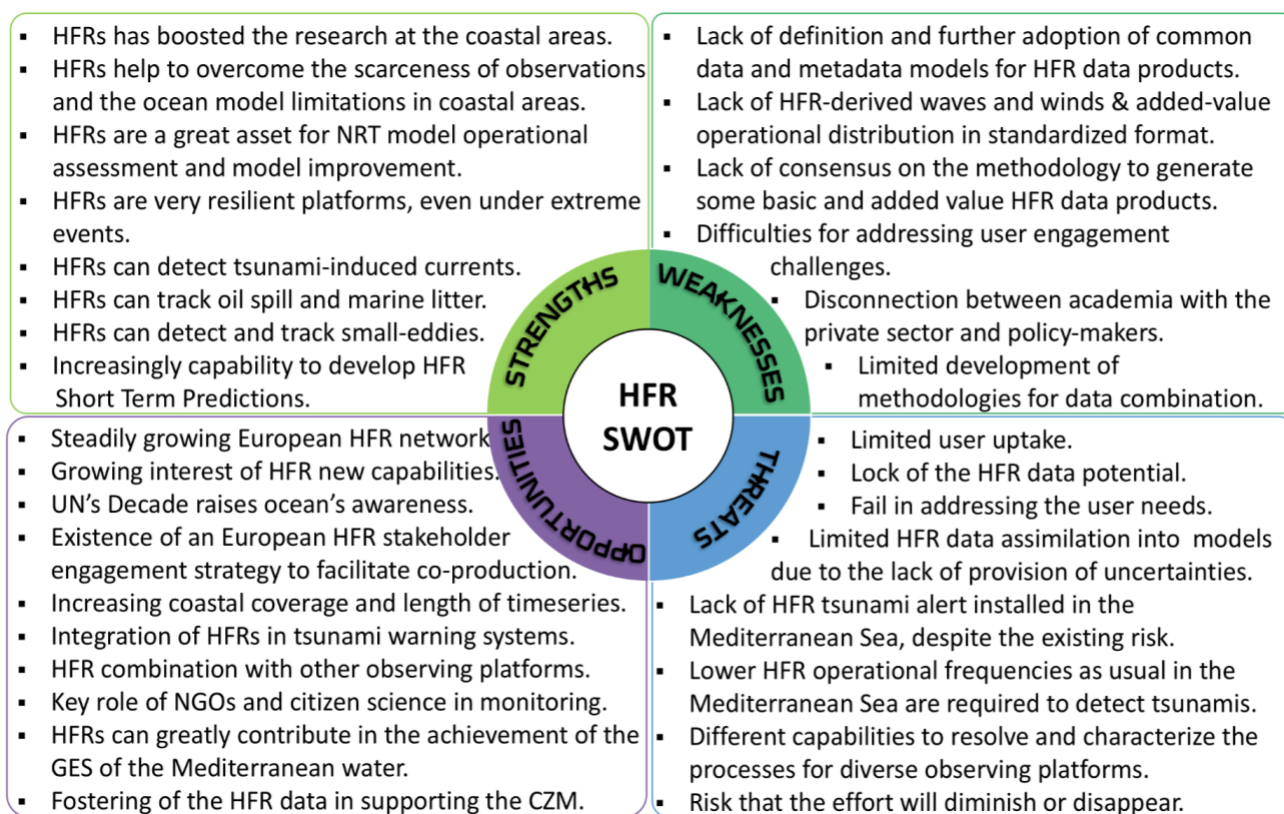 ▪ HFRs has boosted the research at the coastal areas.
▪ HFRs help to overcome the scarceness of observations
and the ocean model limitations in coastal areas.
▪ HFRs are a great asset for NRT model operational
assessment and model improvement.
▪ HFRs are very resilient platforms, even under extreme
events.
▪ HFRs can detect tsunami-induced currents.
▪ HFRs can track oil spill and marine litter.
▪ HFRs can detect and track small-eddies.
▪ Increasingly capability to develop HFR
Short Term Predictions.
▪ Lack of definition and further adoption of common
data and metadata models for HFR data products.
▪ Lack of HFR-derived waves and winds & added-value
operational distribution in standardized format.
▪ Lack of consensus on the methodology to generate
some basic and added value HFR data products.
▪ Difficulties for addressing user engagement
challenges.
▪ Disconnection between academia with the
private sector and policy-makers.
▪ Limited development of
methodologies for data combination.
STRENGTHS
WEAKNESSES
HFR
SWOT
OPPORTUNITIES
THREATS
▪ Steadily growing European HFR network
▪ Growing interest of HFR new capabilities.
▪ UN's Decade raises ocean's awareness.
▪ Existence of an European HFR stakeholder
engagement strategy to facilitate co-production.
▪ Increasing coastal coverage and length of timeseries.
▪ Integration of HFRs in tsunami warning systems.
▪ HFR combination with other observing platforms.
▪ Key role of NGOs and citizen science in monitoring.
▪ HFRs can greatly contribute in the achievement of the
GES of the Mediterranean water.
▪ Fostering of the HFR data in supporting the CZM.
▪ Limited user uptake.
▪ Lock of the HFR data potential.
▪ Fail in addressing the user needs.
▪ Limited HFR data assimilation into models
due to the lack of provision of uncertainties.
▪ Lack of HFR tsunami alert installed in the
Mediterranean Sea, despite the existing risk.
▪ Lower HFR operational frequencies as usual in the
Mediterranean Sea are required to detect tsunamis.
▪ Different capabilities to resolve and characterize the
processes for diverse observing platforms.
▪ Risk that the effort will diminish or disappear.